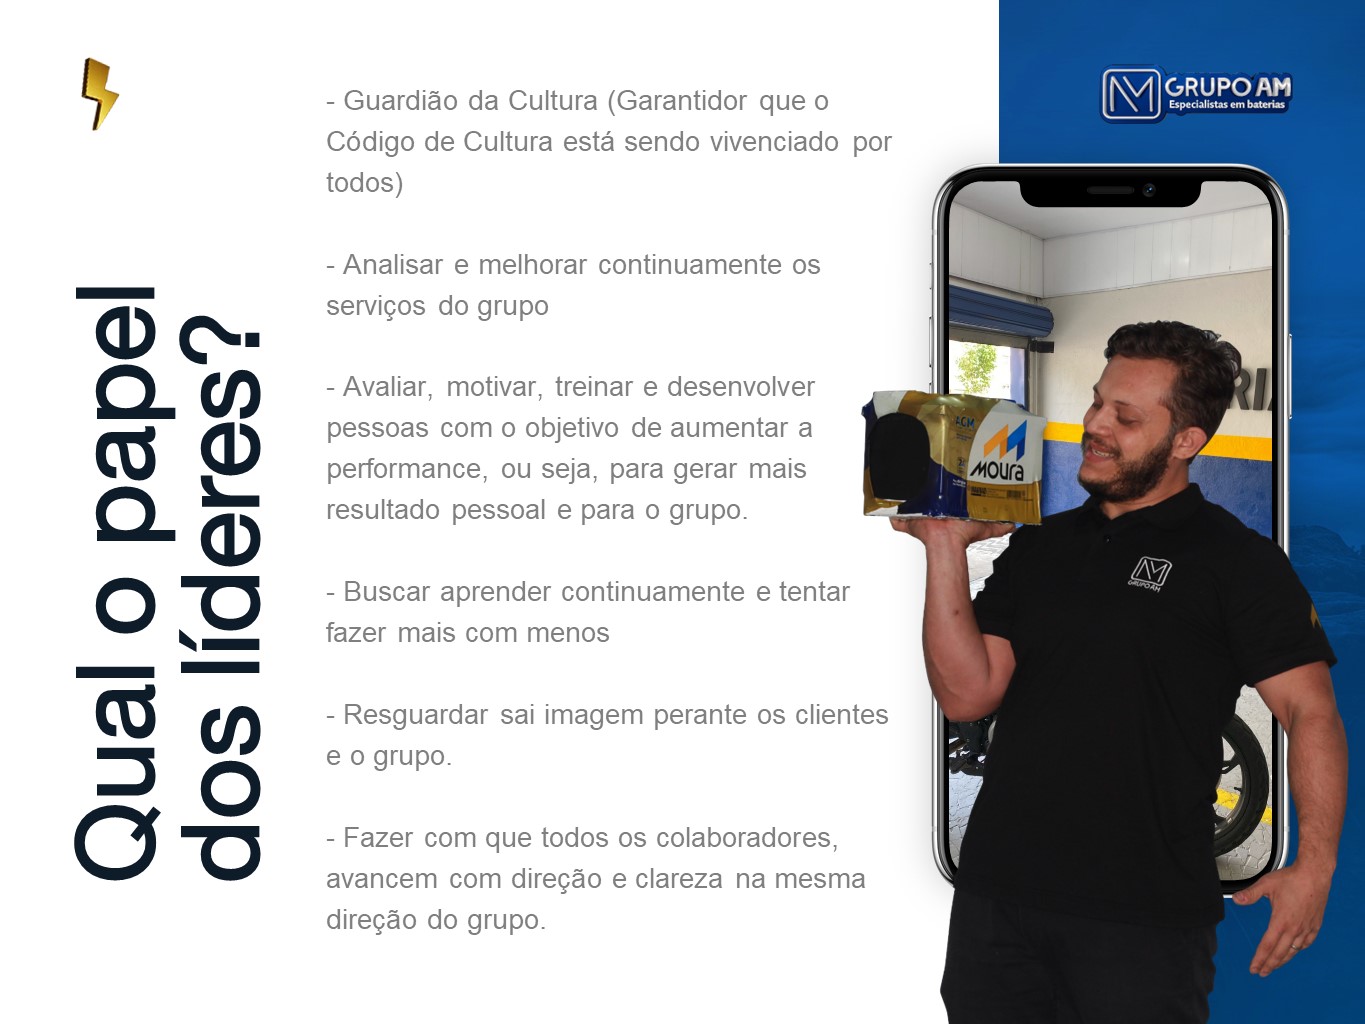 Qual o papel
dos líderes?
- Guardião da Cultura (Garantidor que o
Código de Cultura está sendo vivenciado por
todos)
- Analisar e melhorar continuamente os
serviços do grupo
- Avaliar, motivar, treinar e desenvolver
pessoas com o objetivo de aumentar a
performance, ou seja, para gerar mais
resultado pessoal e para o grupo.
- Buscar aprender continuamente e tentar
fazer mais com menos
- Resguardar sai imagem perante os clientes
e o grupo.
- Fazer com que todos os colaboradores,
avancem com direção e clareza na mesma
direção do grupo.
GRUPO AM
Especialistas em baterias
RIA
ACM
moura
GRUPO AM